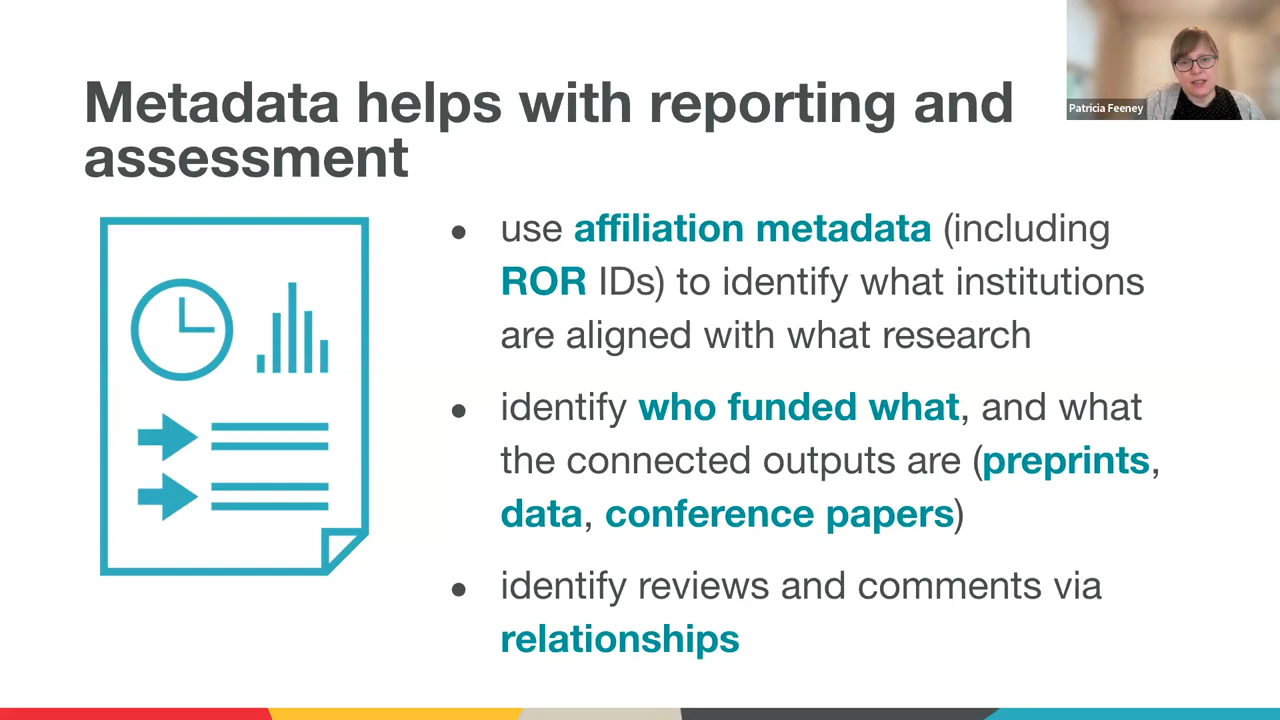 Metadata helps with reporting and
assessment
Patricia Feeney
● use affiliation metadata (including
ROR IDs) to identify what institutions
are aligned with what research
● identify who funded what, and what
the connected outputs are (preprints,
data, conference papers)
● identify reviews and comments via
relationships